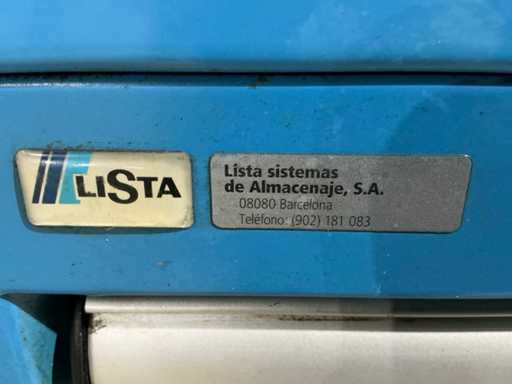 LISTA
Lista sistemas
de Almacenaje, S.A.
08080 Barcelona
Teléfono: (902) 181 083